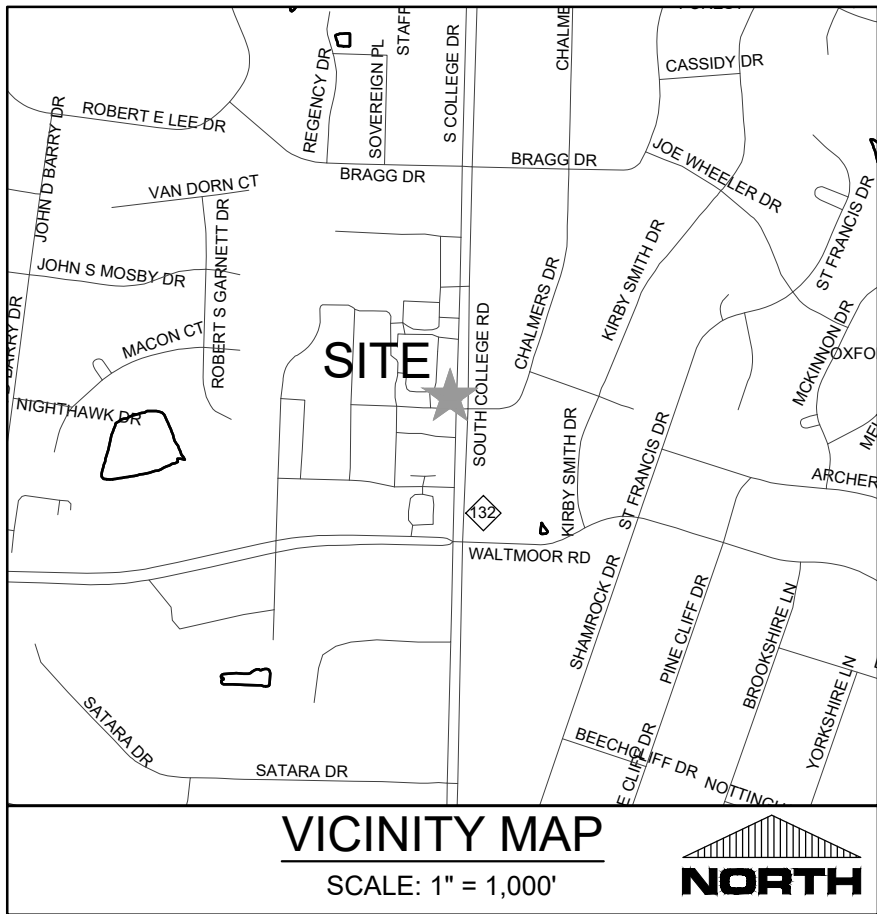 STAFF
S COLLEGE DR
CASSIDY DR
REGENCY DR
SOVEREIGN PL
ROBERT E LEE DR
JOHN D BARRY DR
BRAGG DR
BRAGG DR
JOE WHEELER DR
VAN DORN CT
ST FRANCIS DR
ROBERT S GARNETT DR
JOHN S MOSBY DR
KIRBY SMITH DR
CHALMERS DR
SOUTH COLLEGE RD
MACON CT
MCKINNON DR
OXFO
BARRY DR
SITE
NIGHTHAWK DR
KIRBY SMITH DR
ST FRANCIS DR
ARCHER
132
WALTMOOR RD
SHAMROCK DR
PINE CLIFF DR
BROOKSHIRE LN
YORKSHIRE LN
SATARA DR
SATARA DR
BEECHCLIFF DR
E CLIFF DR
NOTTING
VICINITY MAP
SCALE: 1" = 1,000'
NORTH